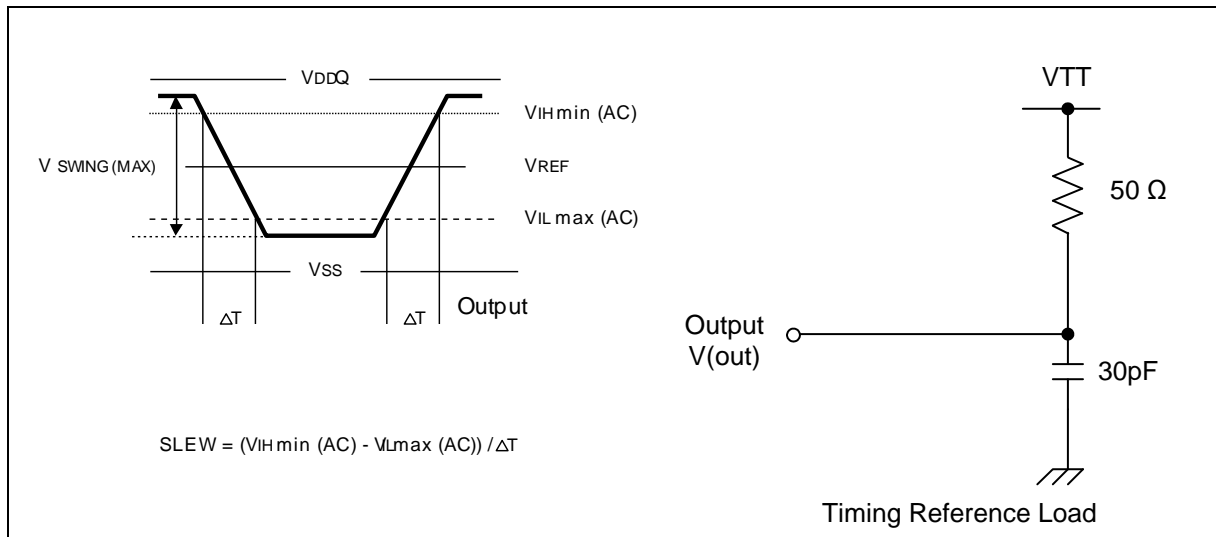 VDDQ
VIH min (AC)
V SWING (MAX)
VREF
VIL max (AC)
VSS
Output
ΔT
ΔT
SLEW = (VIH min (AC) - VILmax (AC)) / ΔT
VTT
50 Ω
Output
V(out)
30pF
Timing Reference Load